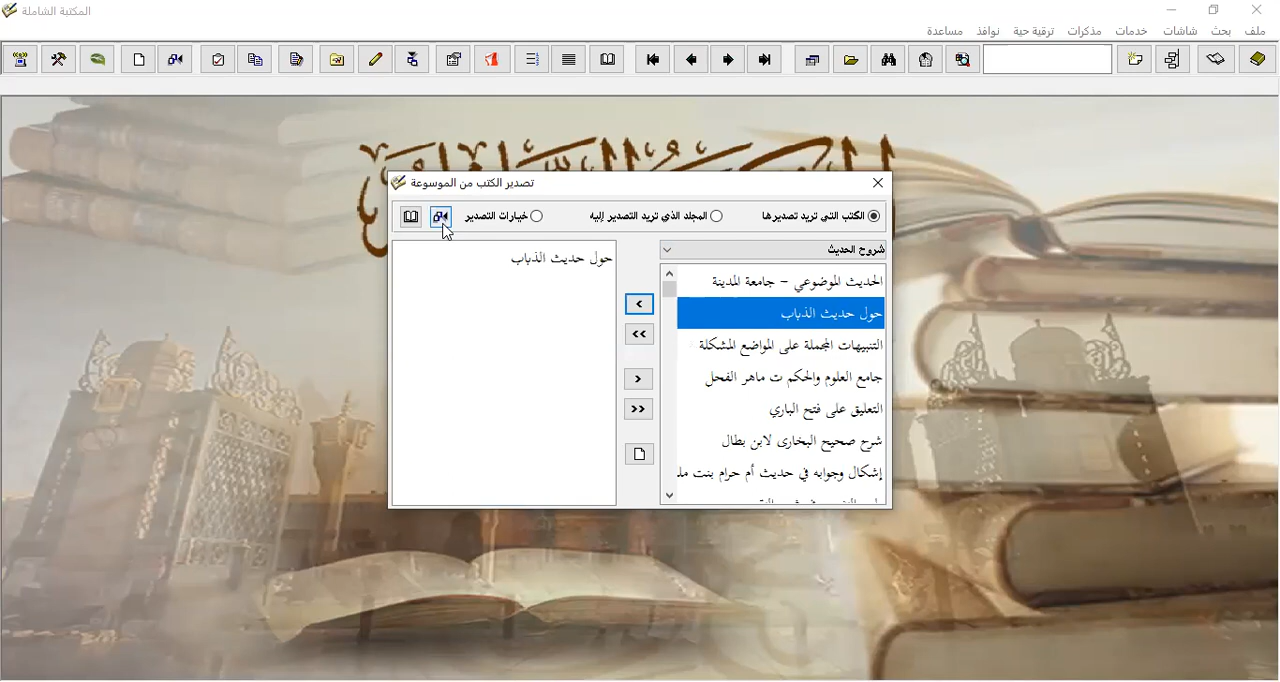 المكتبة الشاملة
ملف بحث شاشات خدمات مذكرات ترقية حية نوافذ مساعدة
تصدير الكتب من الموسوعة
الكتب التي تريد تصديرها
المجلد الذي تريد التصدير إليه
خيارات التصدير
شروح الحديث
الحديث الموضوعي - جامعة المدينة
حول حديث الذباب
التنبيهات المجملة على المواضع المشكلة
جامع العلوم والحكم ت ماهر الفحل
التعليق على فتح الباري
شرح صحيح البخارى لابن بطال
إشكال وجوابه في حديث أم حرام بنت مل
<
<<
>
>>
حول حديث الذباب